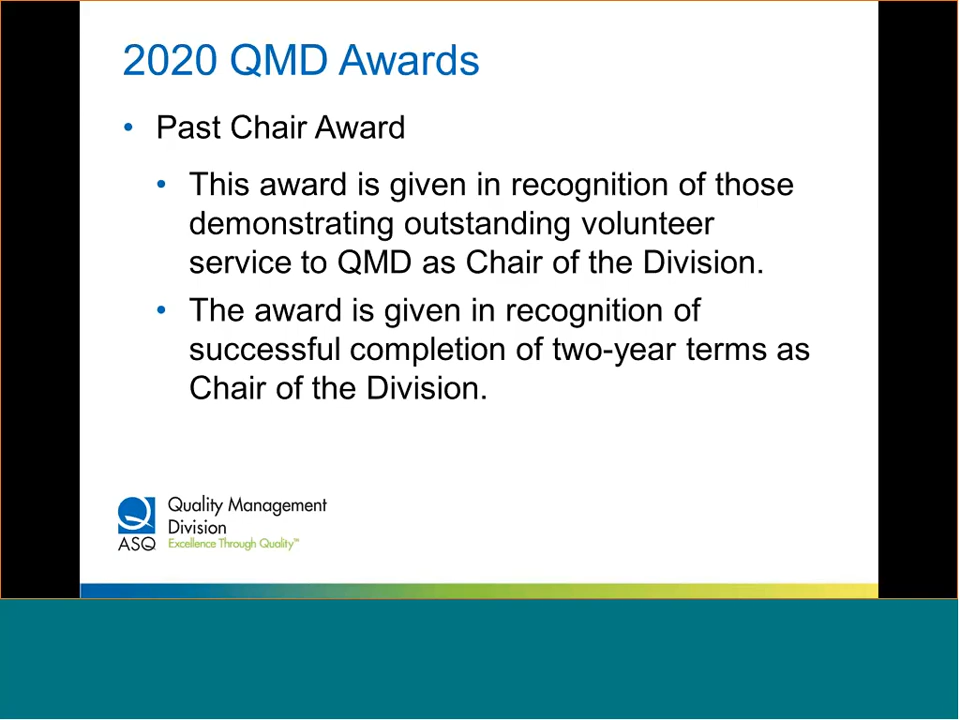 2020 QMD Awards
• Past Chair Award
• This award is given in recognition of those
demonstrating outstanding volunteer
service to QMD as Chair of the Division.
• The award is given in recognition of
successful completion of two-year terms as
Chair of the Division.
Quality Management
Division
ASQ Excellence Through Quality™